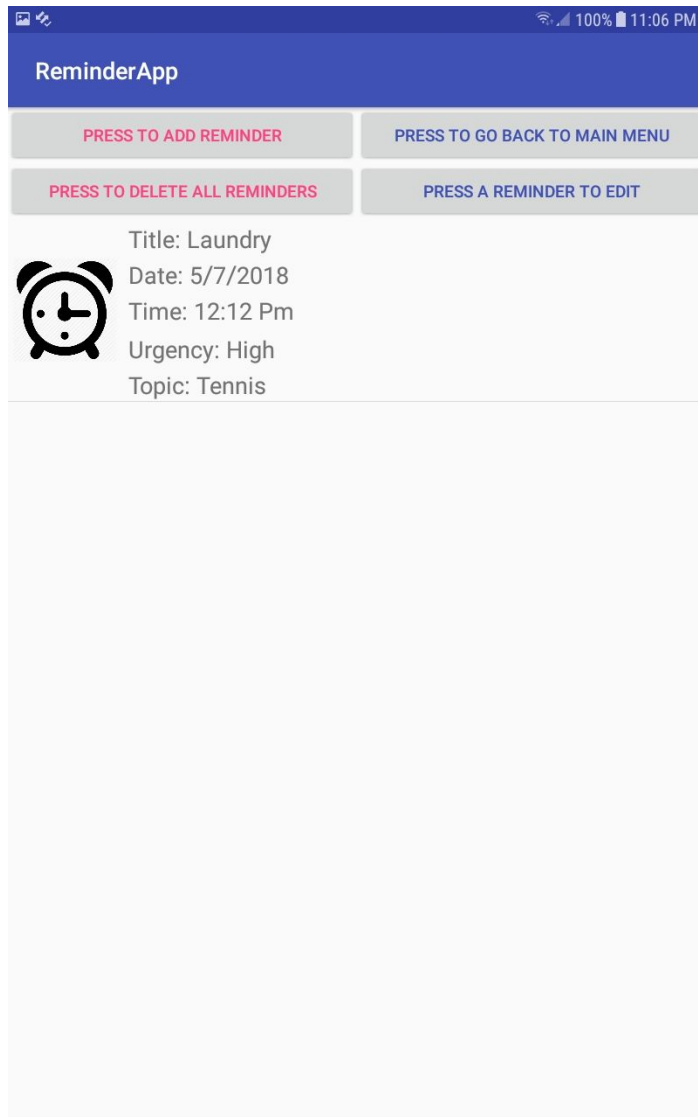 100% 11:06 PM
ReminderApp
PRESS TO ADD REMINDER
PRESS TO GO BACK TO MAIN MENU
PRESS TO DELETE ALL REMINDERS
PRESS A REMINDER TO EDIT
Title: Laundry
Date: 5/7/2018
Time: 12:12 Pm
Urgency: High
Topic: Tennis